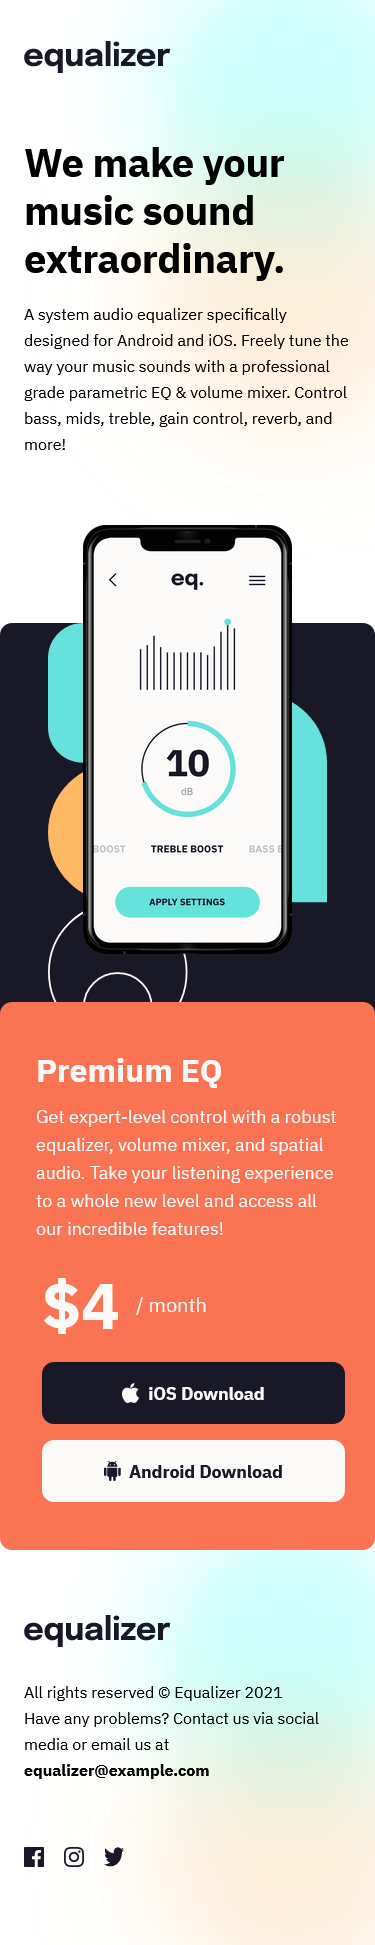 equalizer
We make your
music sound
extraordinary.
A system audio equalizer specifically
designed for Android and iOS. Freely tune the
way your music sounds with a professional
grade parametric EQ & volume mixer. Control
bass, mids, treble, gain control, reverb, and
more!
eq.
10
dB
BOOST TREBLE BOOST BASS
APPLY SETTINGS
Premium EQ
Get expert-level control with a robust
equalizer, volume mixer, and spatial
audio. Take your listening experience
to a whole new level and access all
our incredible features!
$4 / month
iOS Download
Android Download
equalizer
All rights reserved © Equalizer 2021
Have any problems? Contact us via social
media or email us at
equalizer@example.com